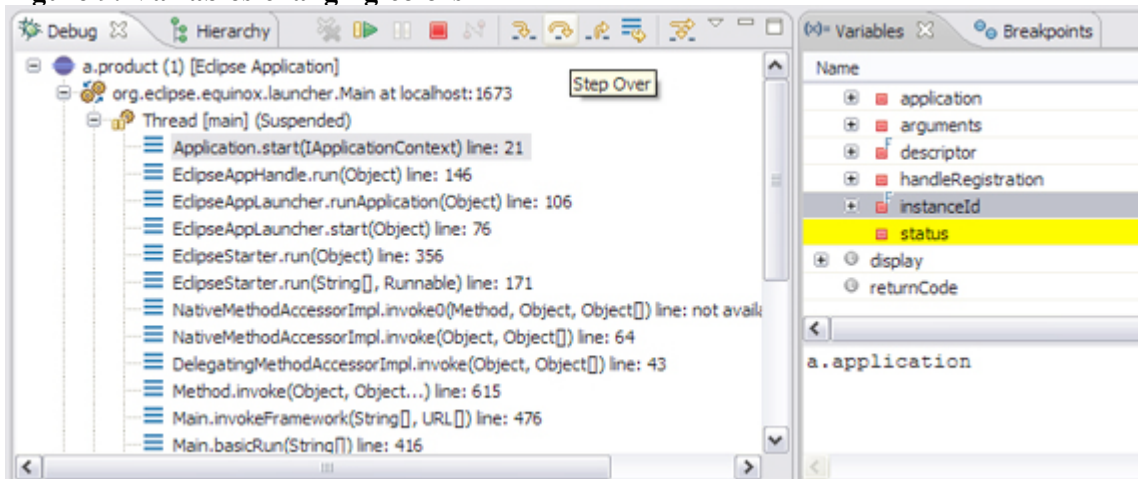 Debug
Hierarchy
Step Over
a.product (1) [Eclipse Application]
org.eclipse.equinox.launcher.Main at localhost:1673
Thread [main] (Suspended)
Application.start(IApplicationContext) line: 21
EclipseAppHandle.run(Object) line: 146
EclipseAppLauncher.runApplication(Object) line: 106
EclipseAppLauncher.start(Object) line: 76
EclipseStarter.run(Object) line: 356
EclipseStarter.run(String[], Runnable) line: 171
NativeMethodAccessorImpl.invoke0(Method, Object, Object[]) line: not availa
NativeMethodAccessorImpl.invoke(Object, Object[]) line: 64
DelegatingMethodAccessorImpl.invoke(Object, Object[]) line: 43
Method.invoke(Object, Object...) line: 615
Main.invokeFramework(String[], URL[]) line: 476
Main.basicRun(String[]) line: 416
(x)= Variables
Breakpoints
Name
application
arguments
F descriptor
handleRegistration
F instanceId
status
display
returnCode
a.application